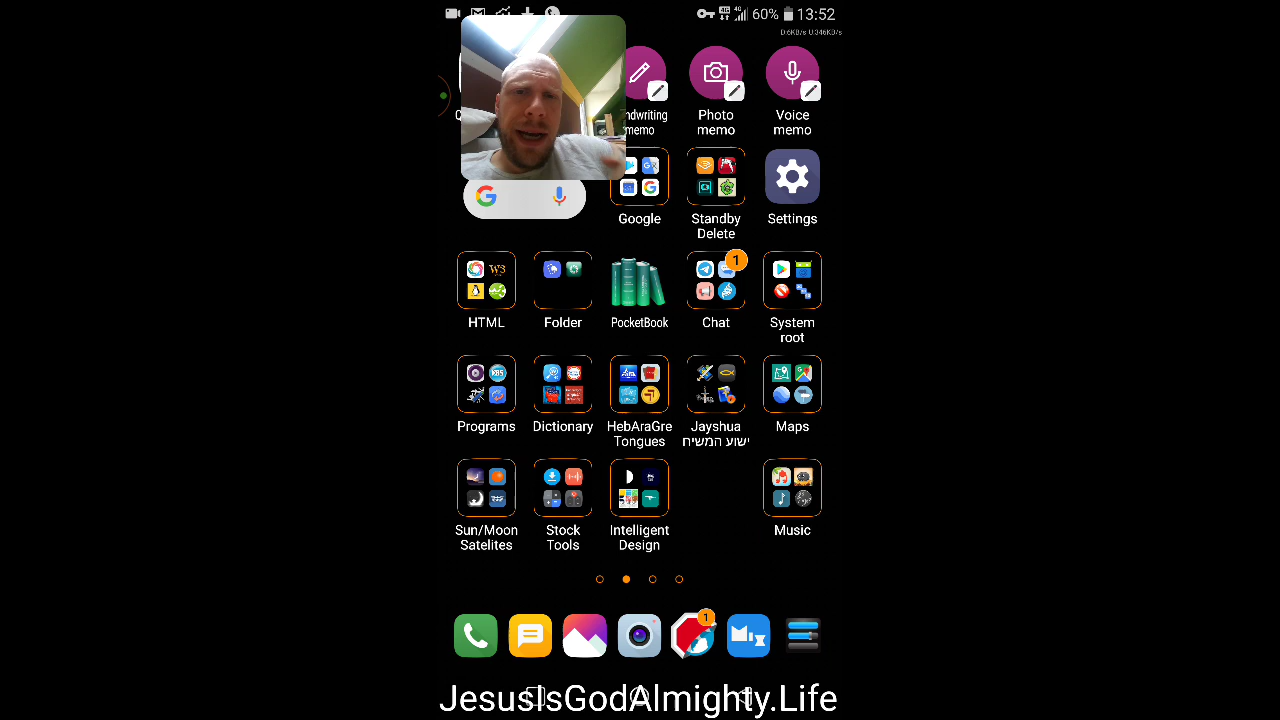 60% 13:52
D:6KB/s U:346KB/s
ndwriting
memo
Photo
memo
Voice
memo
Google
Standby
Delete
Settings
1
HTML
Folder
PocketBook
Chat
System
root
Programs
Dictionary
HebAraGre
Tongues
Jayshua
ישוע המשיח
Maps
Sun/Moon
Satelites
Stock
Tools
Intelligent
Design
Music
1
JesusIsGodAlmighty.Life